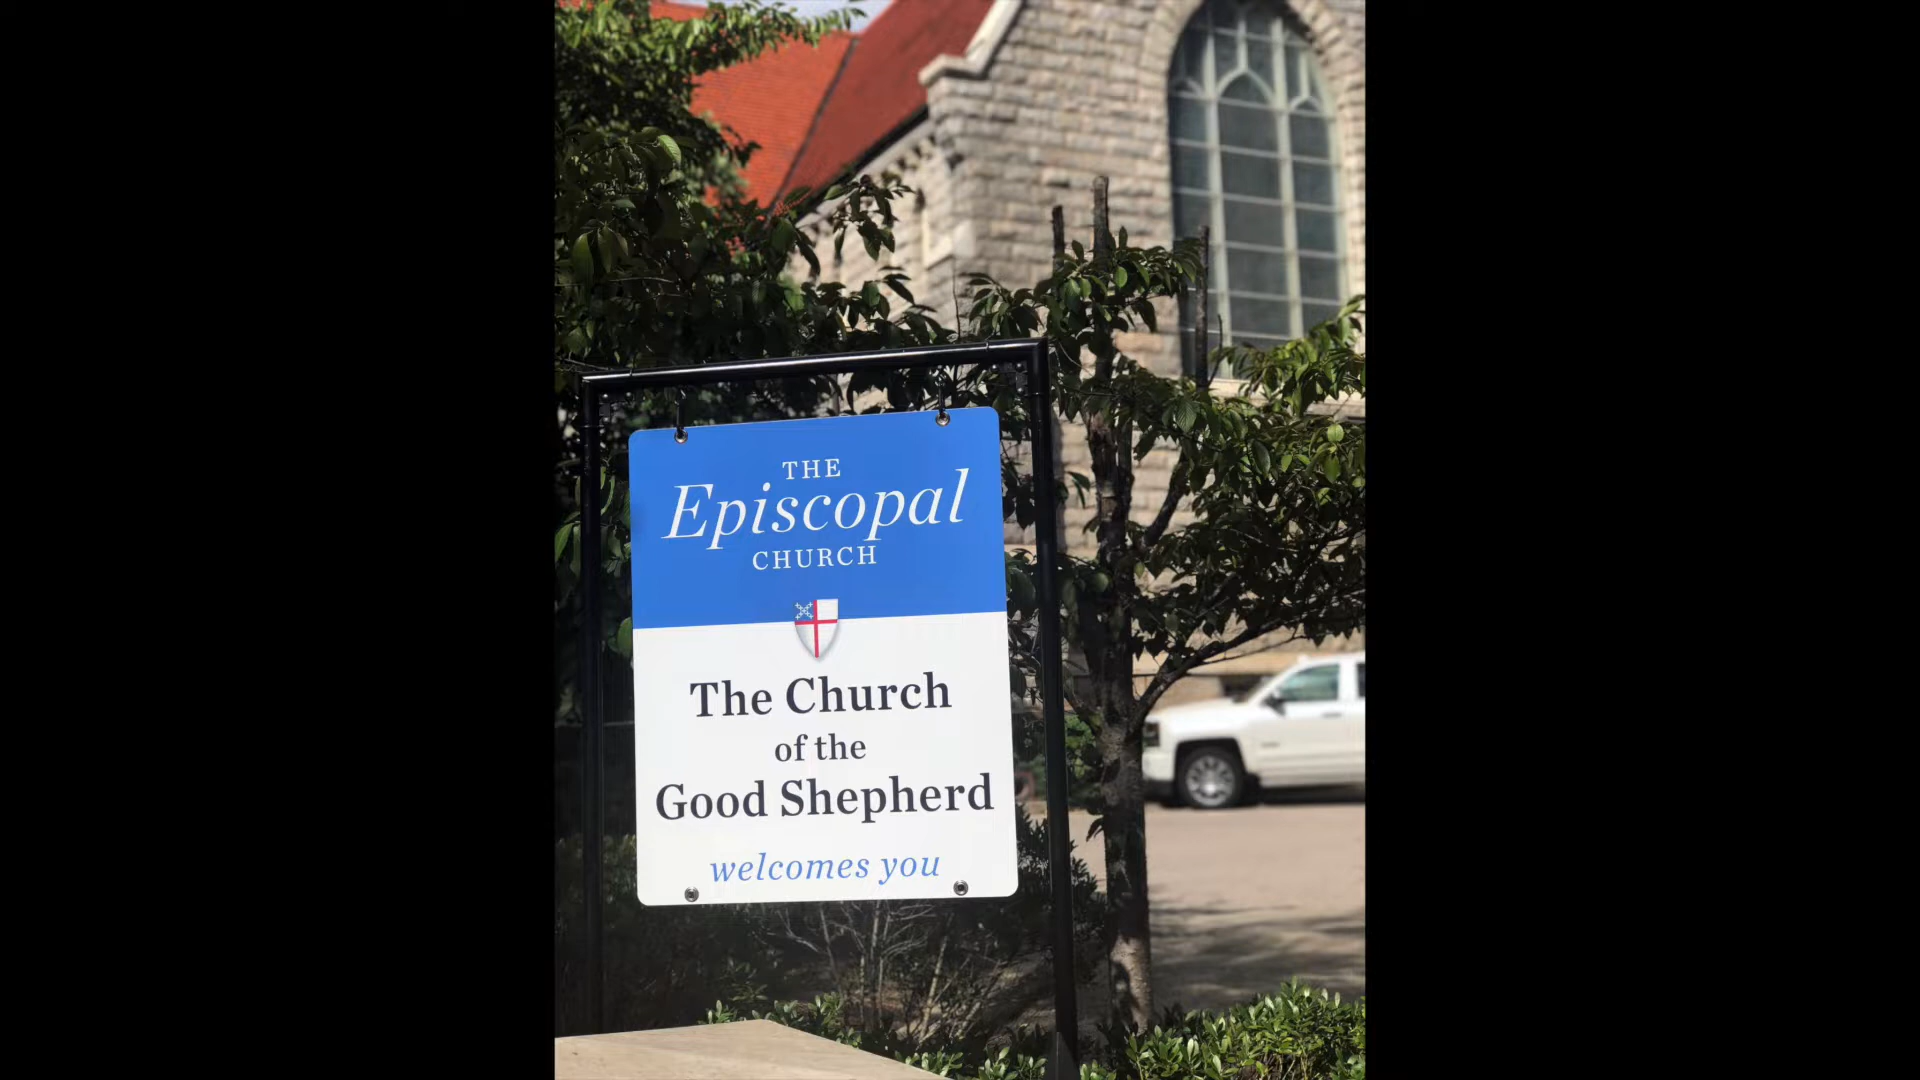 THE
Episcopal
CHURCH
The Church
of the
Good Shepherd
welcomes you